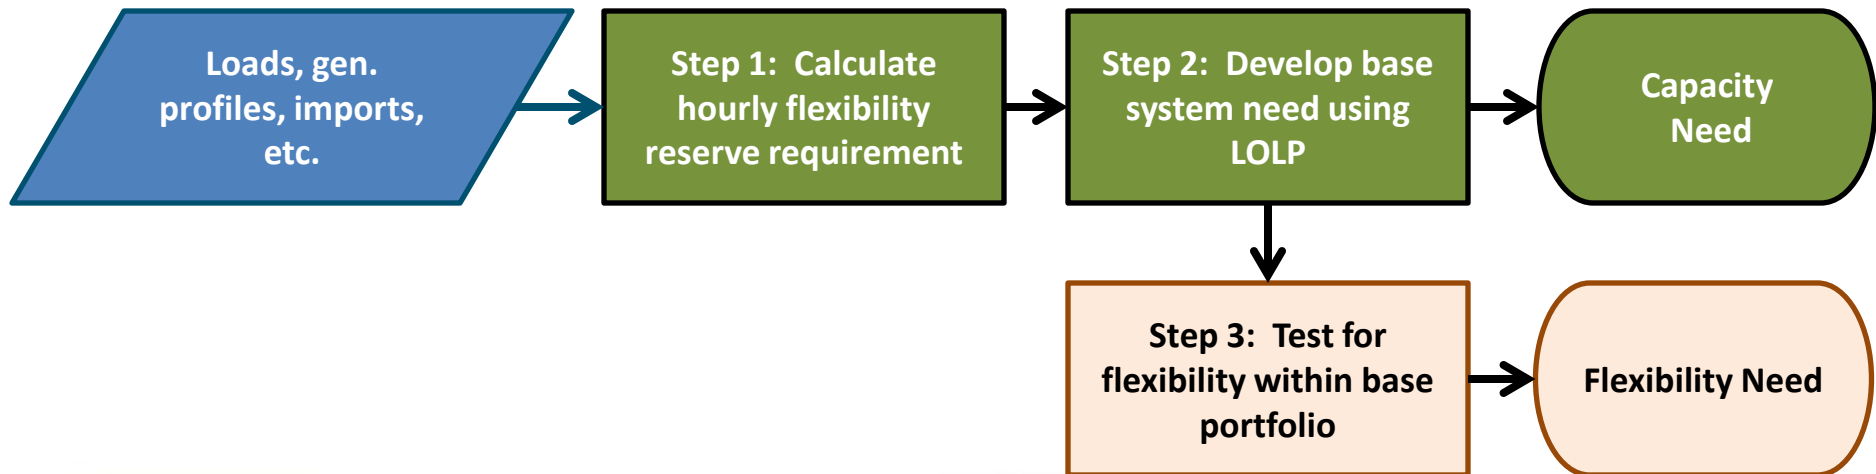 Loads, gen.
profiles, imports,
etc.
Step 1:  Calculate
hourly flexibility
reserve requirement
Step 2:  Develop base
system need using
LOLP
Capacity
Need
Step 3:  Test for
flexibility within base
portfolio
Flexibility Need